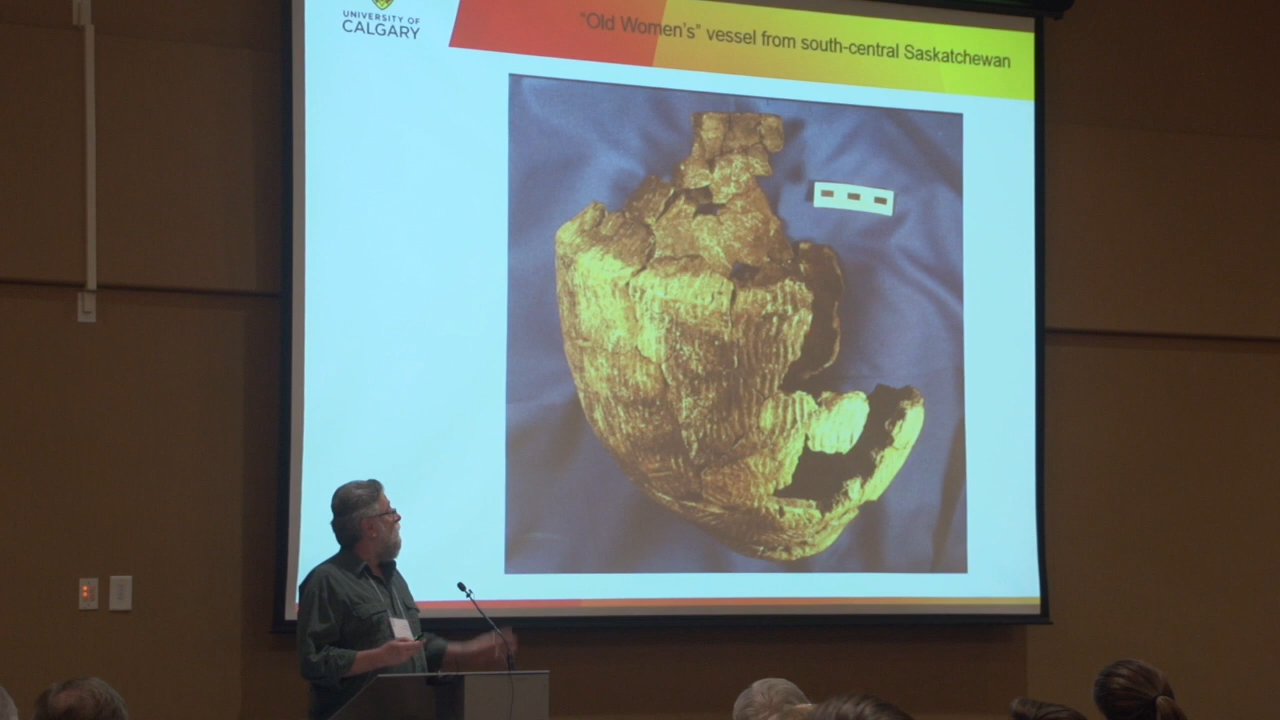 UNIVERSITY OF
CALGARY
"Old Women's" vessel from south-central Saskatchewan